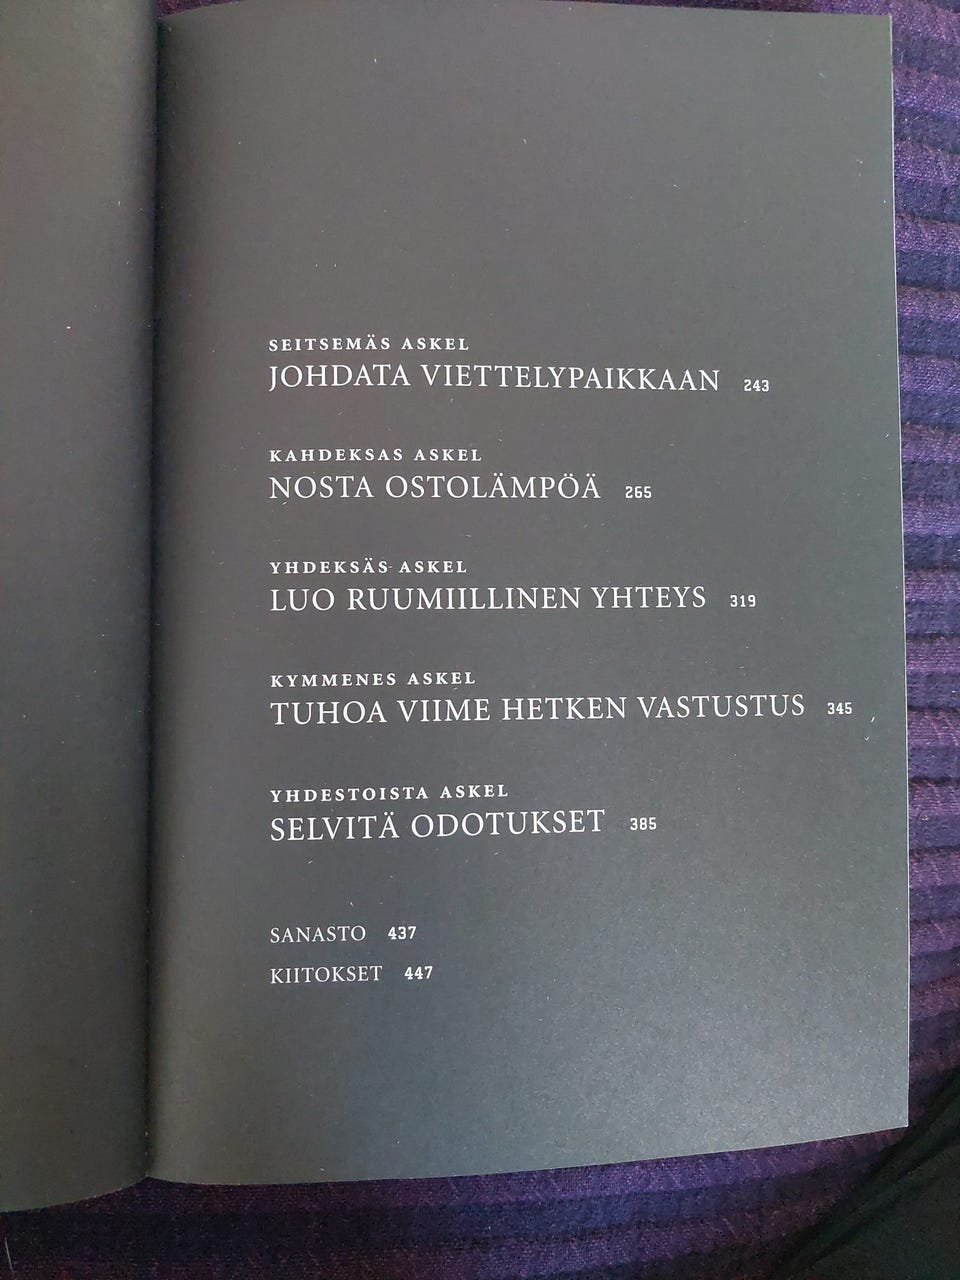 SEITSEMÄS ASKEL
JOHDATA VIETTELYPAIKKAAN 243
KAHDEKSAS ASKEL
NOSTA OSTOLÄMPÖÄ 265
YHDEKSÄS ASKEL
LUO RUUMIILLINEN YHTEYS 319
KYMMENES ASKEL
TUHOA VIIME HETKEN VASTUSTUS 345
YHDESTOISTA ASKEL
SELVITÄ ODOTUKSET 385
SANASTO 437
KIITOKSET 447